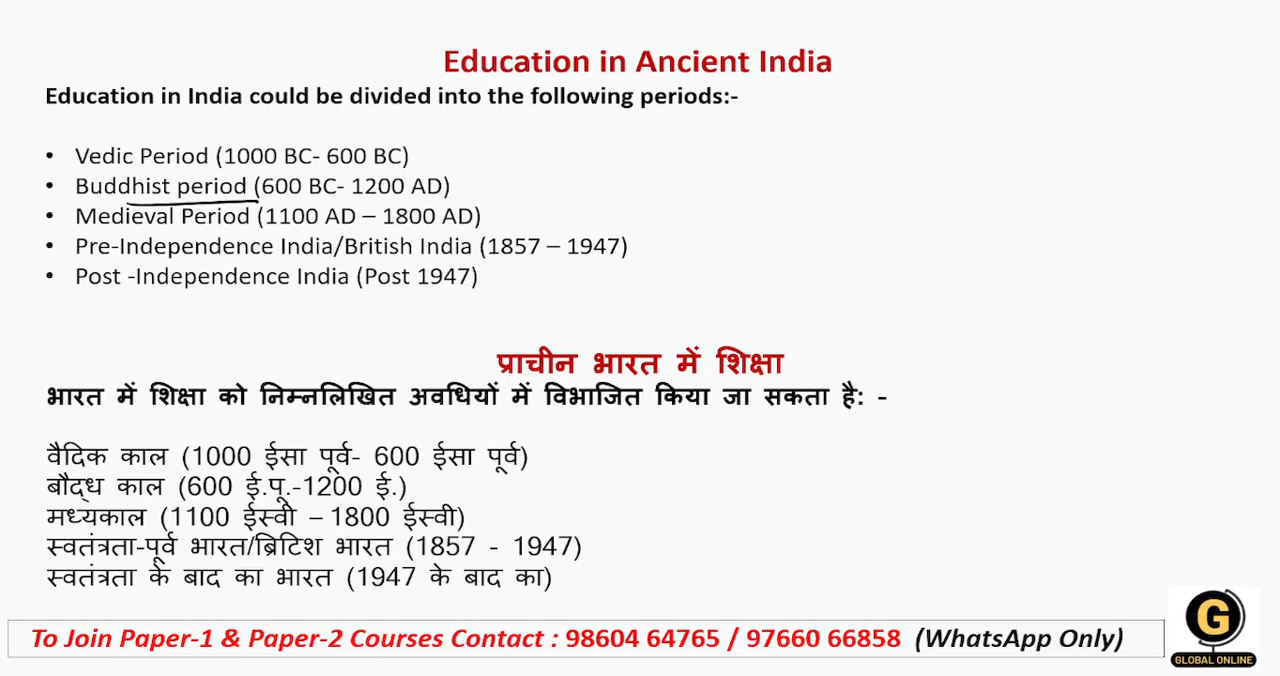 Education in Ancient India
Education in India could be divided into the following periods:-
• Vedic Period (1000 BC- 600 BC)
• Buddhist period (600 BC- 1200 AD)
• Medieval Period (1100 AD – 1800 AD)
• Pre-Independence India/British India (1857 – 1947)
• Post -Independence India (Post 1947)
प्राचीन भारत में शिक्षा
भारत में शिक्षा को निम्नलिखित अवधियों में विभाजित किया जा सकता है: -
वैदिक काल (1000 ईसा पूर्व- 600 ईसा पूर्व)
बौद्ध काल (600 ई.पू.-1200 ई.)
मध्यकाल (1100 ईस्वी – 1800 ईस्वी)
स्वतंत्रता-पूर्व भारत/ब्रिटिश भारत (1857 - 1947)
स्वतंत्रता के बाद का भारत (1947 के बाद का)
To Join Paper-1 & Paper-2 Courses Contact : 98604 64765 / 97660 66858 (WhatsApp Only)
G
GLOBAL ONLINE